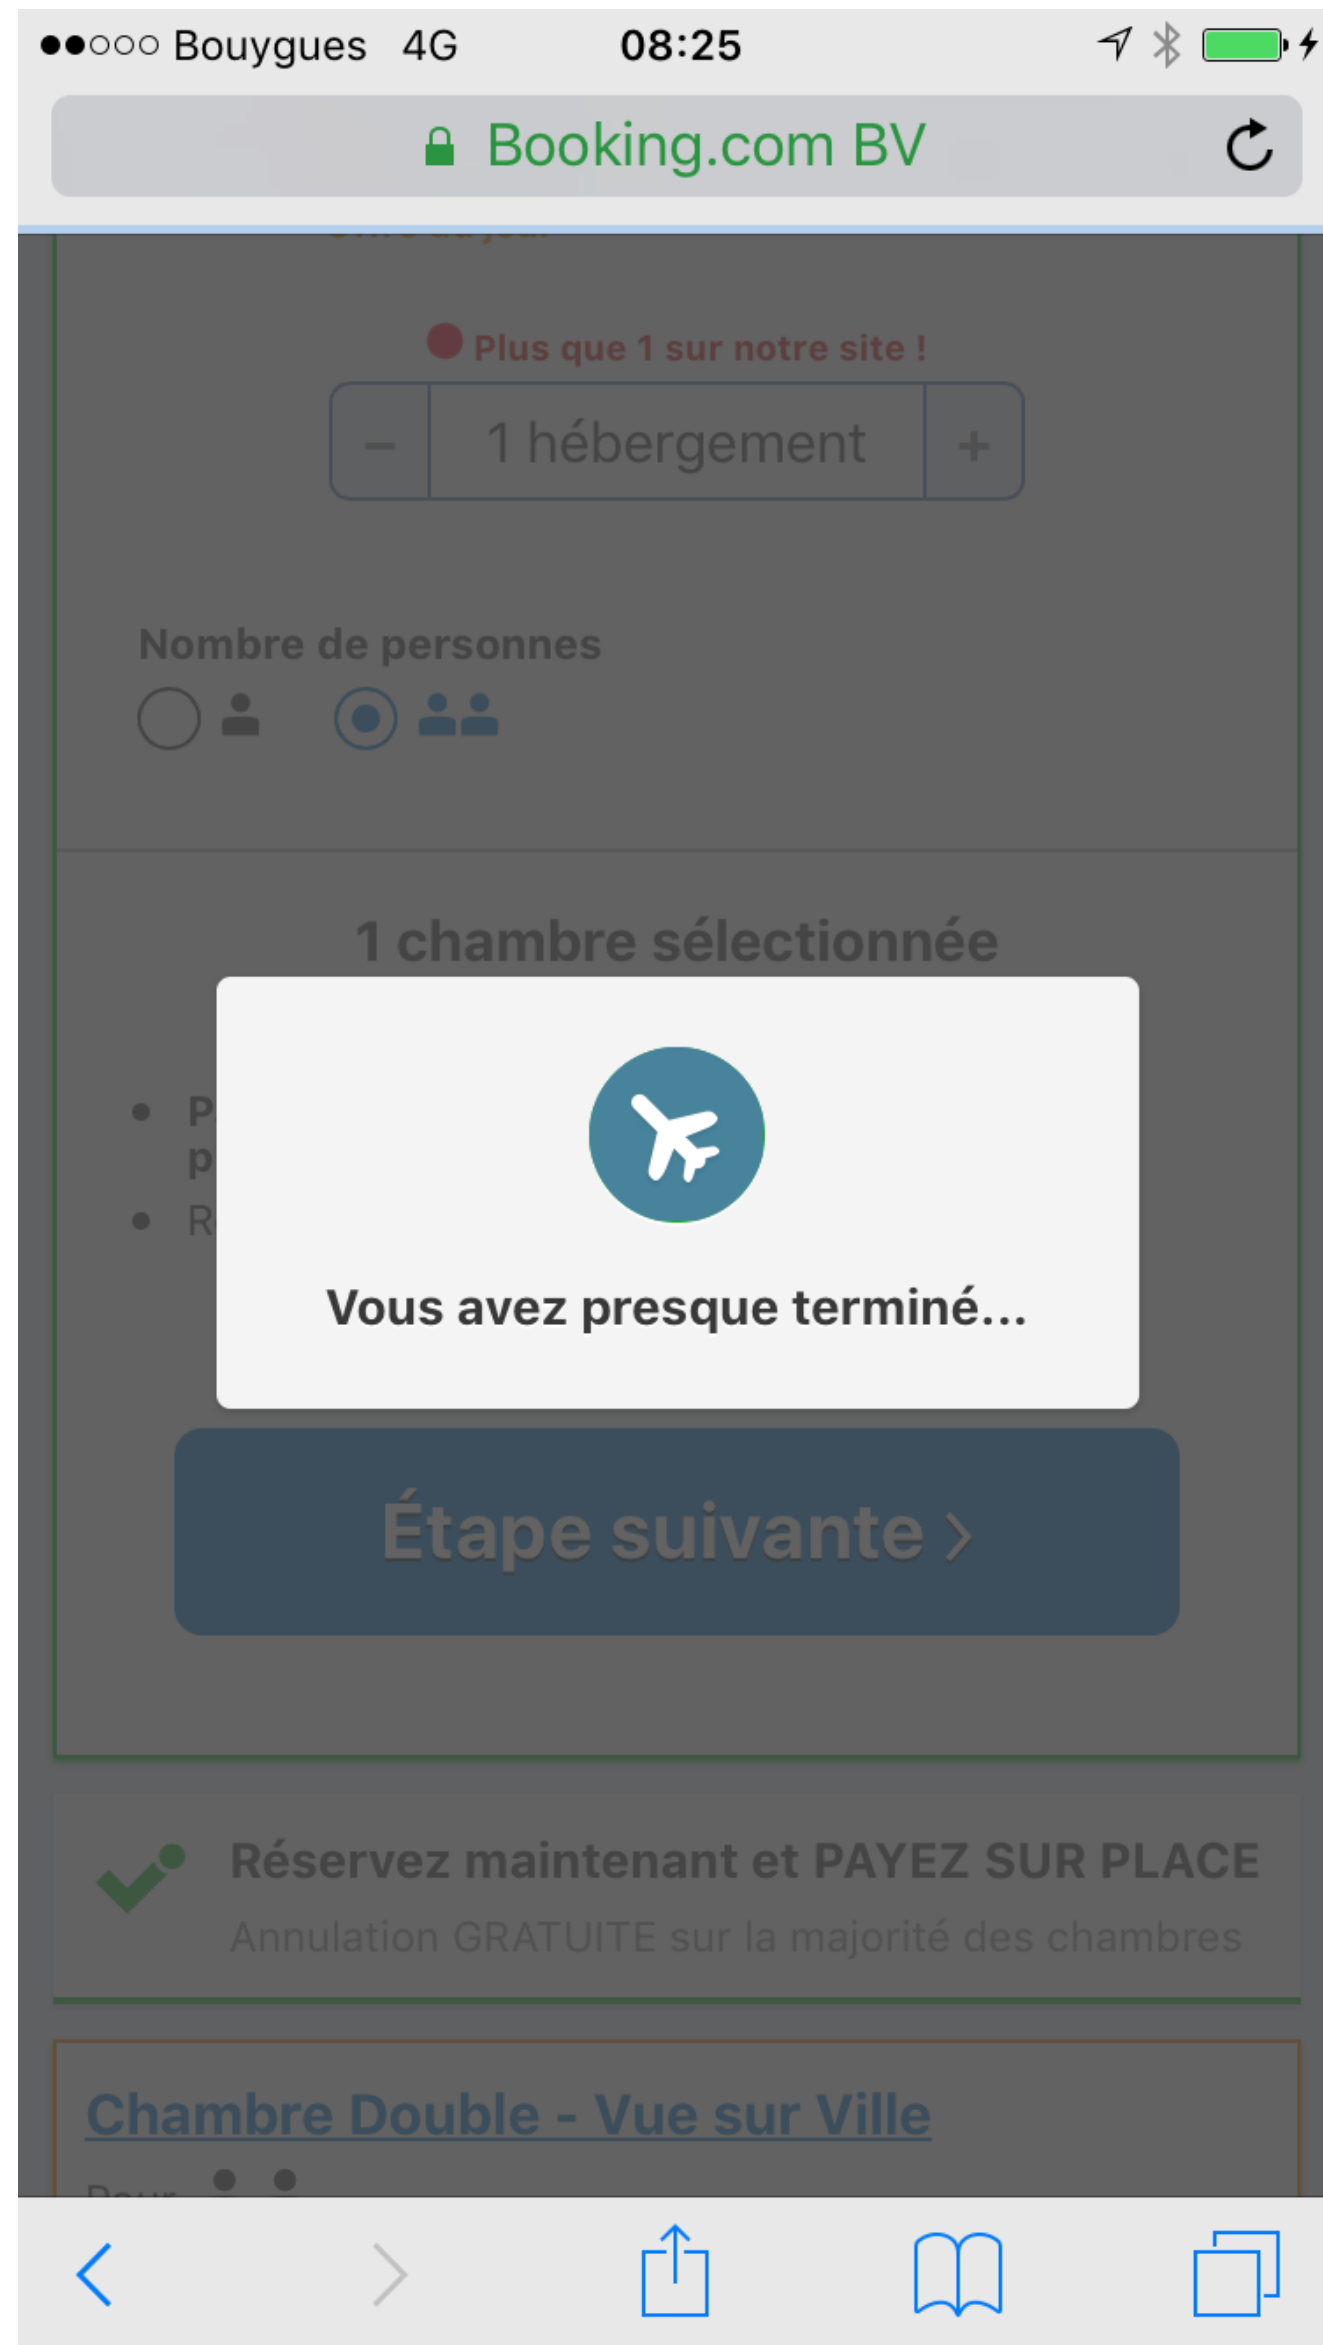 Bouygues 4G 08:25
Booking.com BV
Plus que 1 sur notre site !
− 1 hébergement +
Nombre de personnes
1 chambre sélectionnée
Vous avez presque terminé...
Étape suivante >
Réservez maintenant et PAYEZ SUR PLACE
Annulation GRATUITE sur la majorité des chambres
Chambre Double - Vue sur Ville
Pour